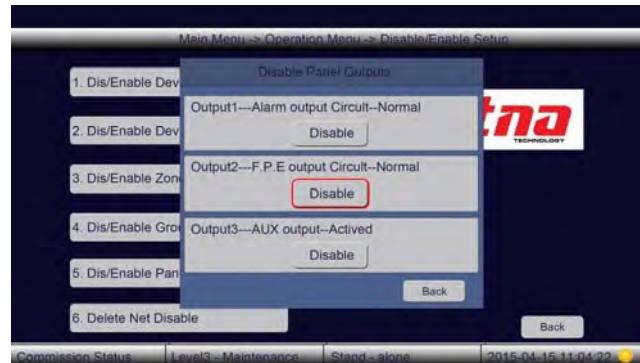 Main Menu -> Operation Menu -> Disable/Enable Setup
Disable Panel Outputs
1. Dis/Enable Dev
Output1---Alarm output Circult--Normal
Disable
2. Dis/Enable Dev
tna
TECHNOLOGY
Output2---F.P.E output Circult--Normal
3. Dis/Enable Zon
Disable
4. Dis/Enable Gro
Output3---AUX output--Actived
Disable
5. Dis/Enable Pan
Back
6. Delete Net Disable
Back
Commission Status
Level3 - Maintenance
Stand - alone
2015-04-15 11:04:22